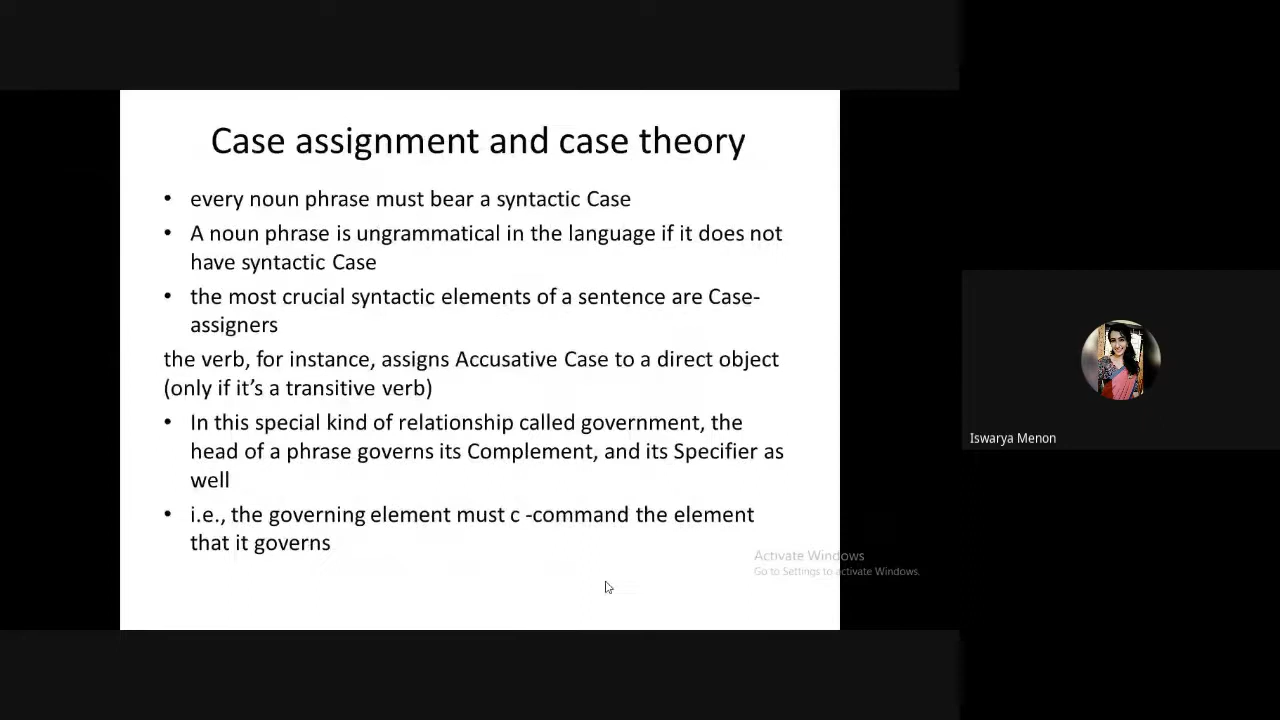 Case assignment and case theory
• every noun phrase must bear a syntactic Case
• A noun phrase is ungrammatical in the language if it does not
have syntactic Case
• the most crucial syntactic elements of a sentence are Case-
assigners
the verb, for instance, assigns Accusative Case to a direct object
(only if it’s a transitive verb)
• In this special kind of relationship called government, the
head of a phrase governs its Complement, and its Specifier as
well
• i.e., the governing element must c -command the element
that it governs
Activate Windows
Go to Settings to activate Windows.
Iswarya Menon